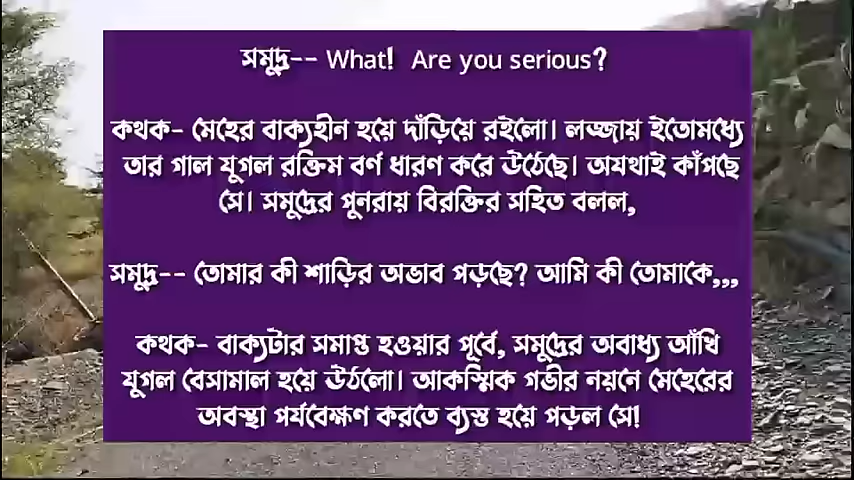 সমুদ্র-- What! Are you serious?
কথক- মেহের বাক্যহীন হয়ে দাঁড়িয়ে রইলো। লজ্জায় ইতোমধ্যে
তার গাল যুগল রক্তিম বর্ণ ধারণ করে উঠেছে। অযথাই কাঁপছে
সে। সমুদ্রের পুনরায় বিরক্তির সহিত বলল,
সমুদ্র-- তোমার কী শাড়ির অভাব পড়ছে? আমি কী তোমাকে,,,
কথক- বাক্যটার সমাপ্ত হওয়ার পূর্বে, সমুদ্রের অবাধ্য আঁখি
যুগল বেসামাল হয়ে উঠলো। আকস্মিক গভীর নয়নে মেহেরের
অবস্থা পর্যবেক্ষণ করতে ব্যস্ত হয়ে পড়ল সে!